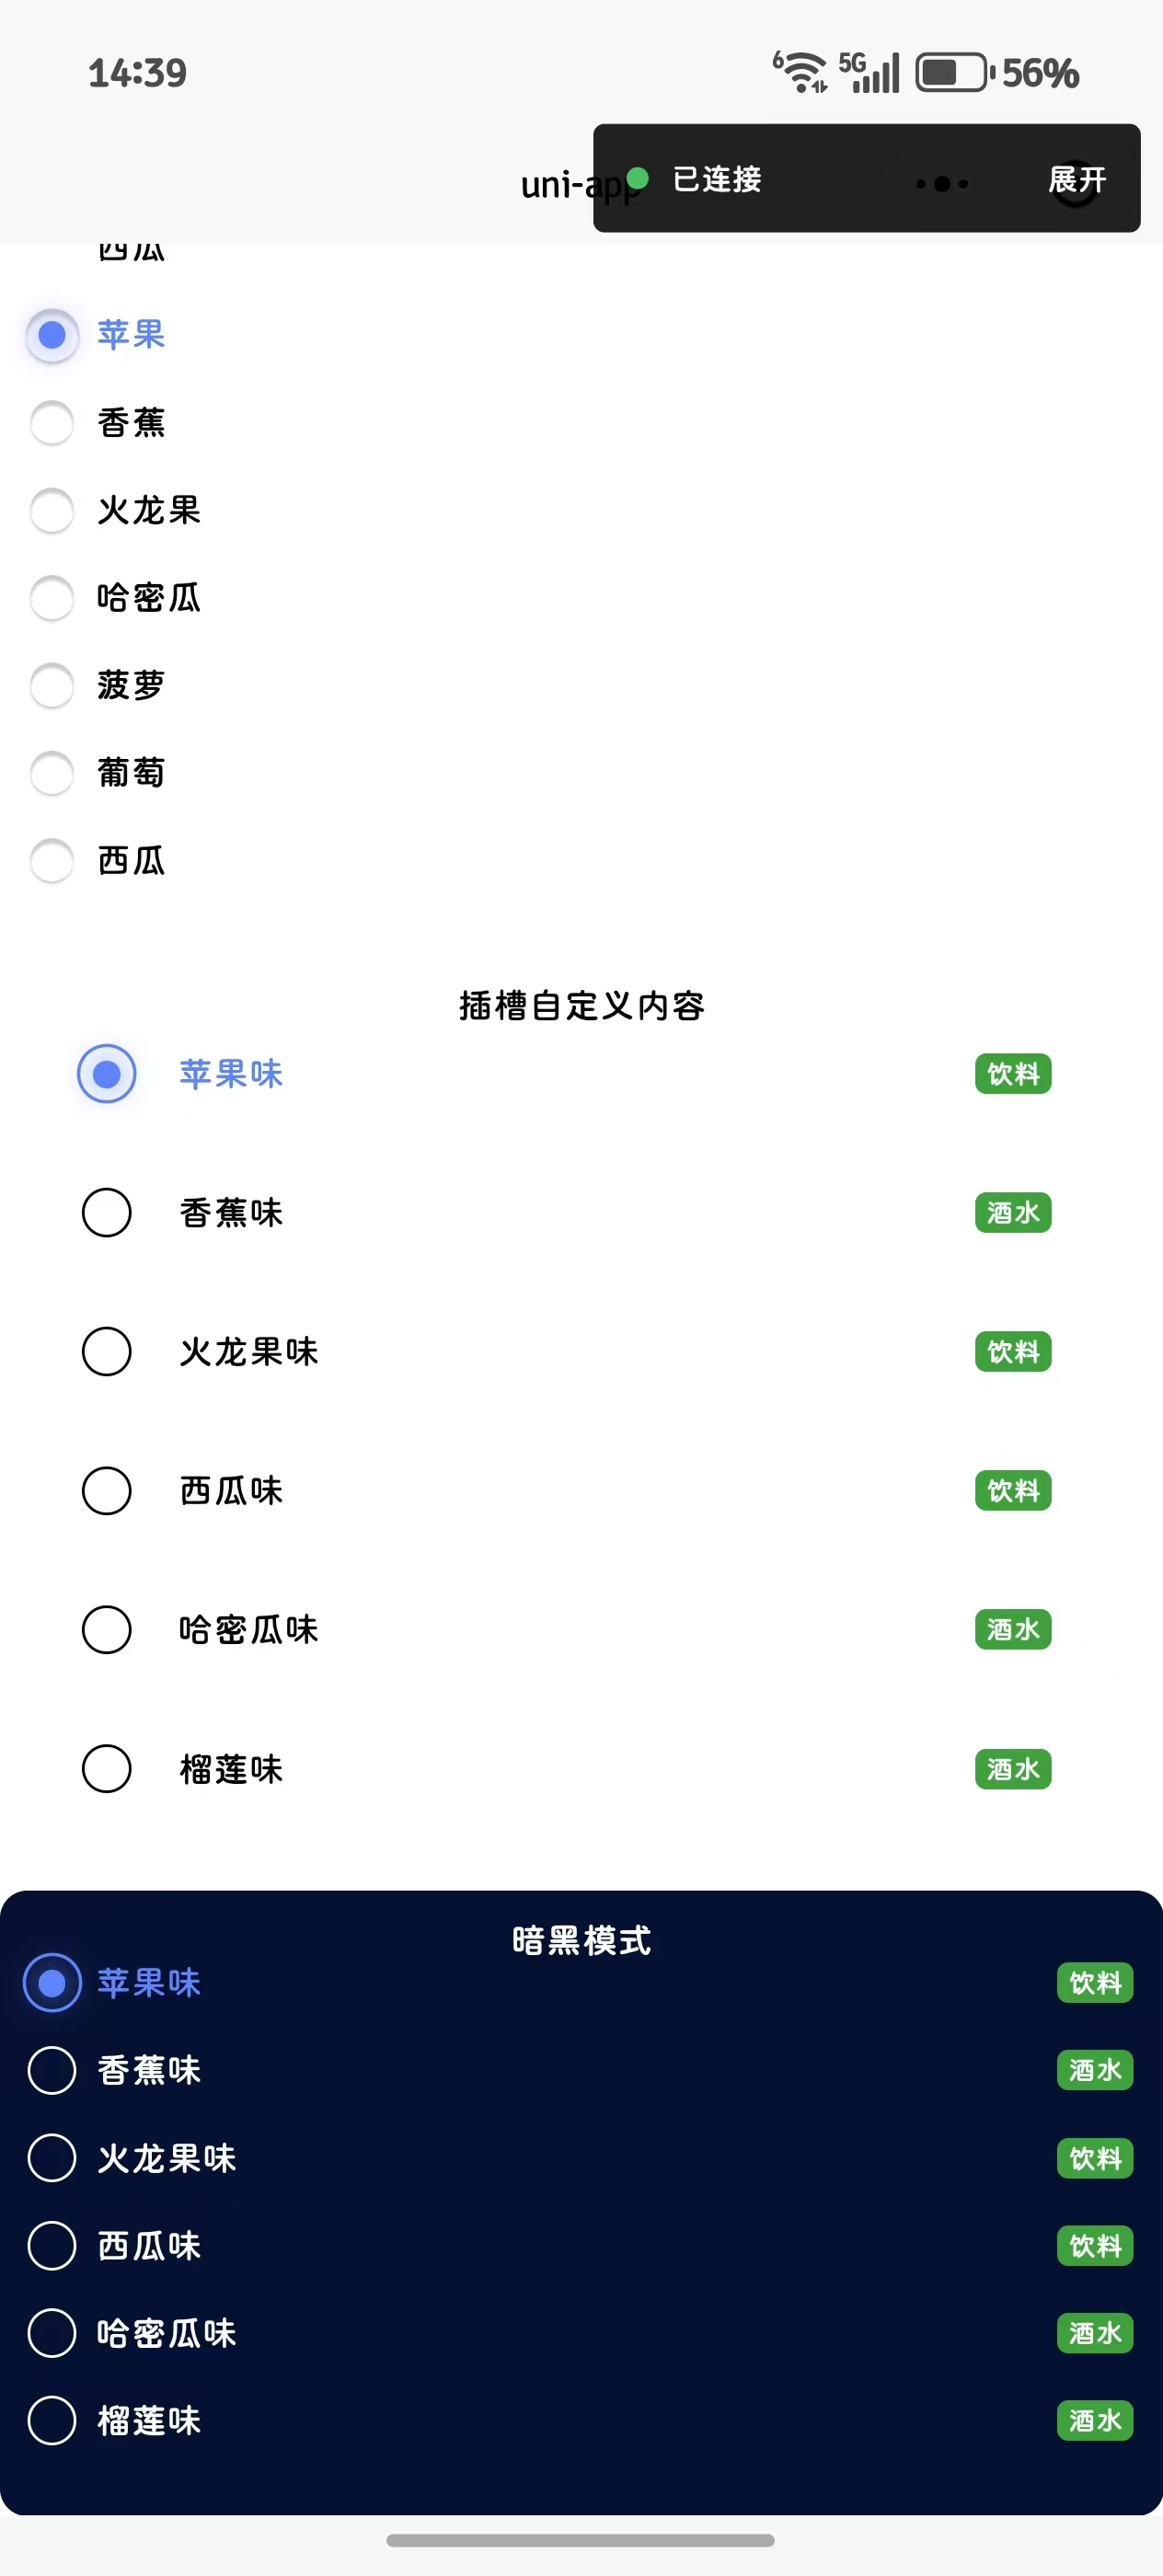 14:39 6 5G 56%
uni-app 已连接 展开
西瓜
苹果
香蕉
火龙果
哈密瓜
菠萝
葡萄
西瓜
插槽自定义内容
苹果味 饮料
香蕉味 酒水
火龙果味 饮料
西瓜味 饮料
哈密瓜味 酒水
榴莲味 酒水
暗黑模式
苹果味 饮料
香蕉味 酒水
火龙果味 饮料
西瓜味 饮料
哈密瓜味 酒水
榴莲味 酒水